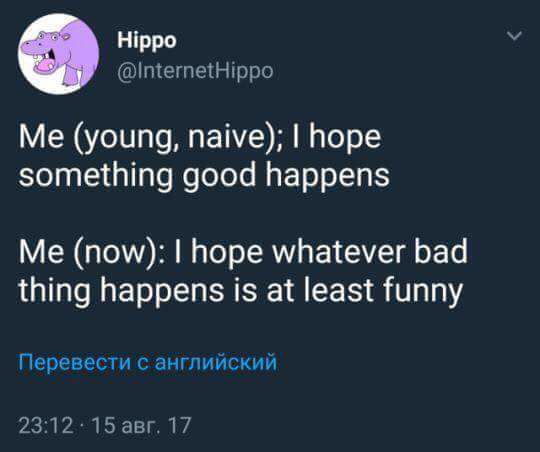 Hippo
@InternetHippo
Me (young, naive); I hope
something good happens
Me (now): I hope whatever bad
thing happens is at least funny
Перевести с английский
23:12 · 15 авг. 17